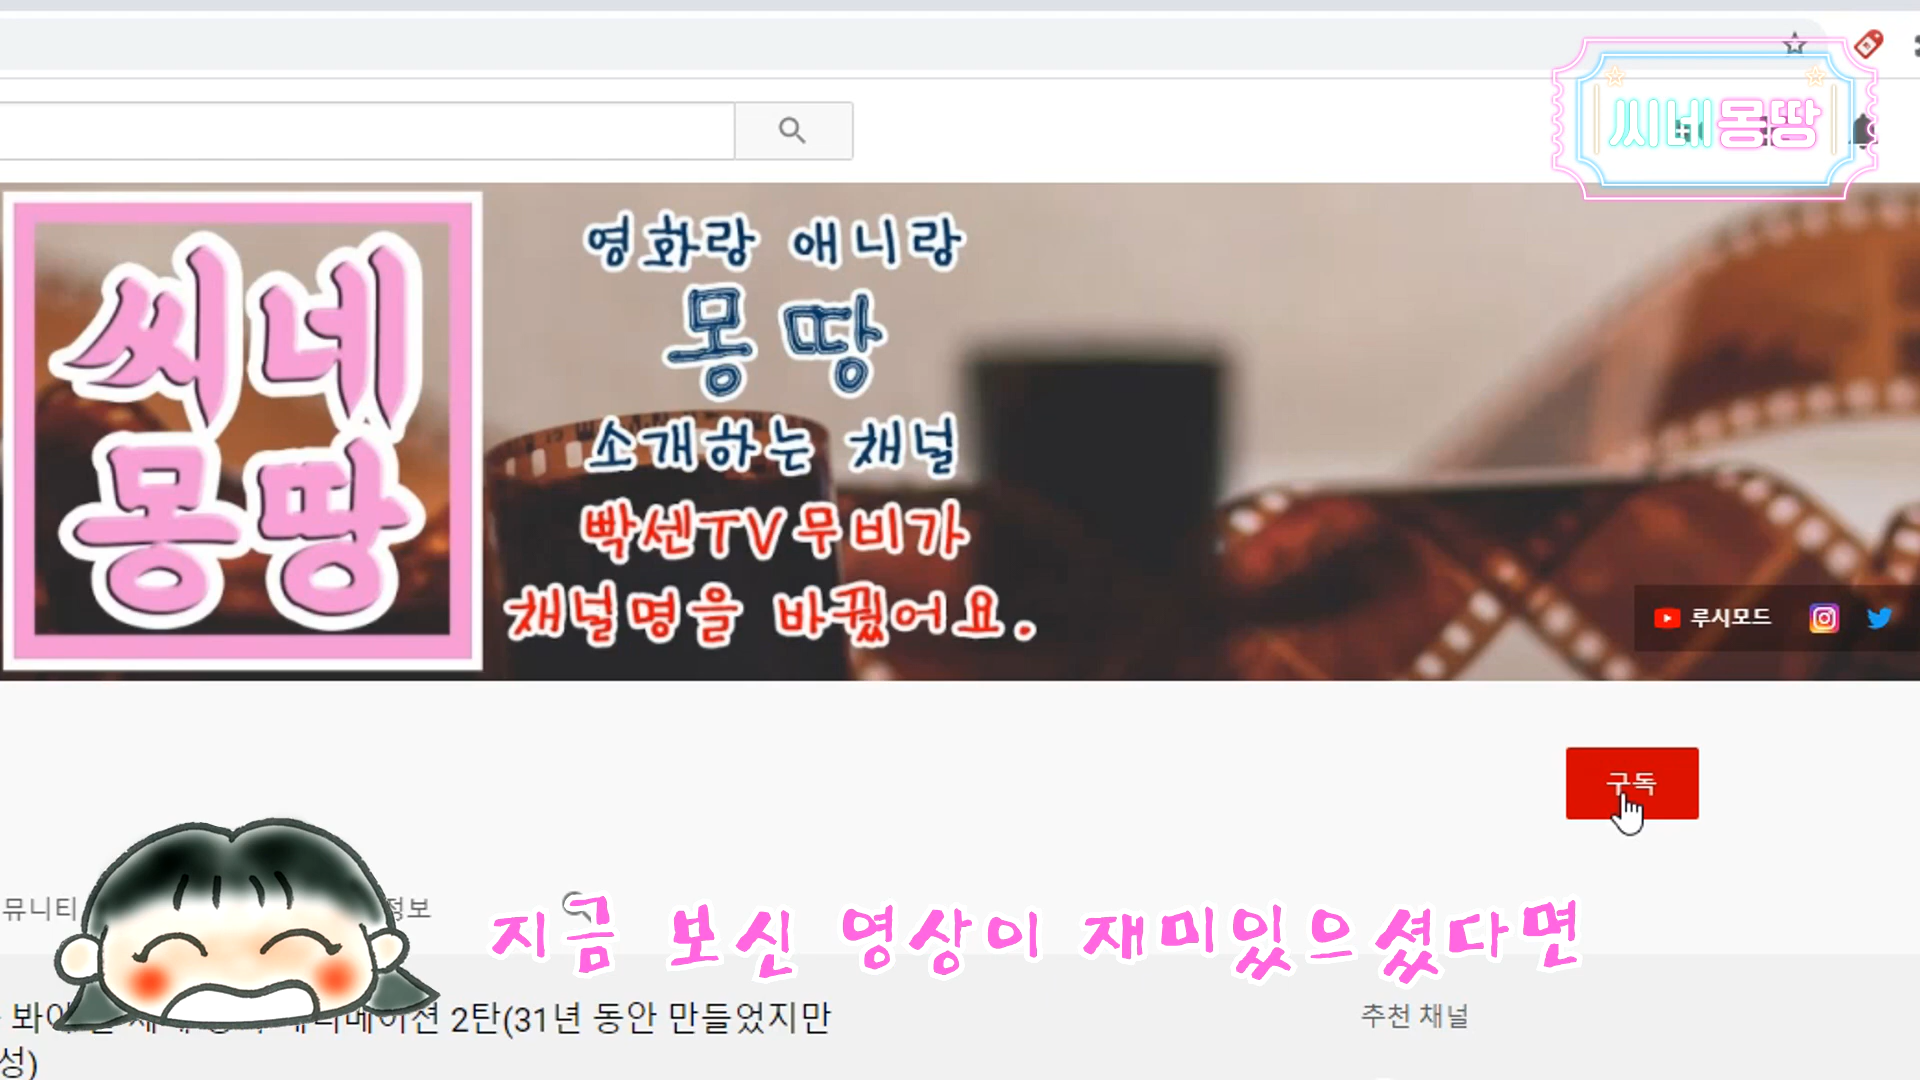 씨네몽땅
씨네
몽땅
영화랑 애니랑
몽땅
소개하는 채널
빡센TV무비가
채널명을 바꿨어요.
루시모드
구독
뮤니티
정보
지금 보신 영상이 재미있으셨다면
2탄(31년 동안 만들었지만
성)
추천 채널